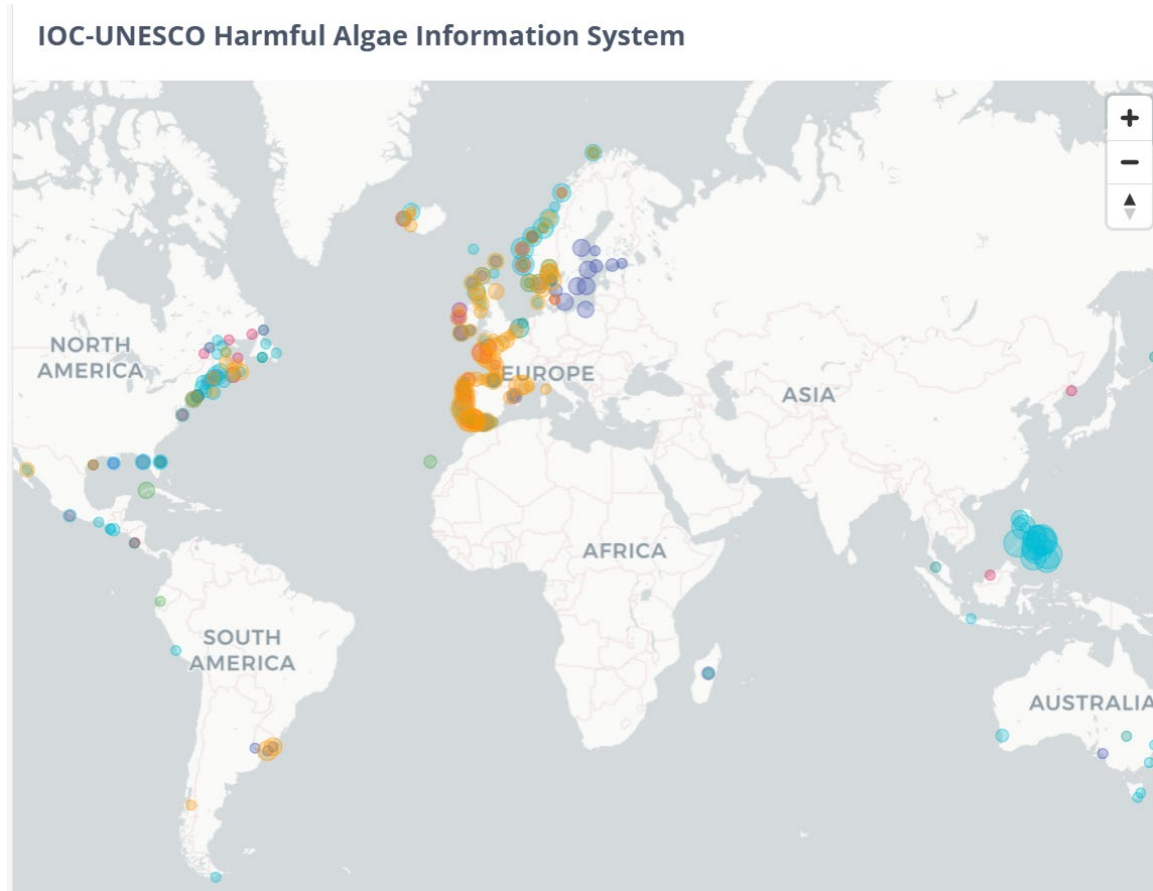 IOC-UNESCO Harmful Algae Information System
NORTH
AMERICA
EUROPE
ASIA
AFRICA
SOUTH
AMERICA
AUSTRALIA